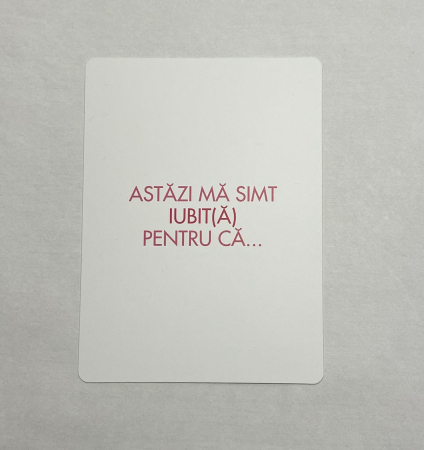 ASTĂZI MĂ SIMT
IUBIT(Ă)
PENTRU CĂ...